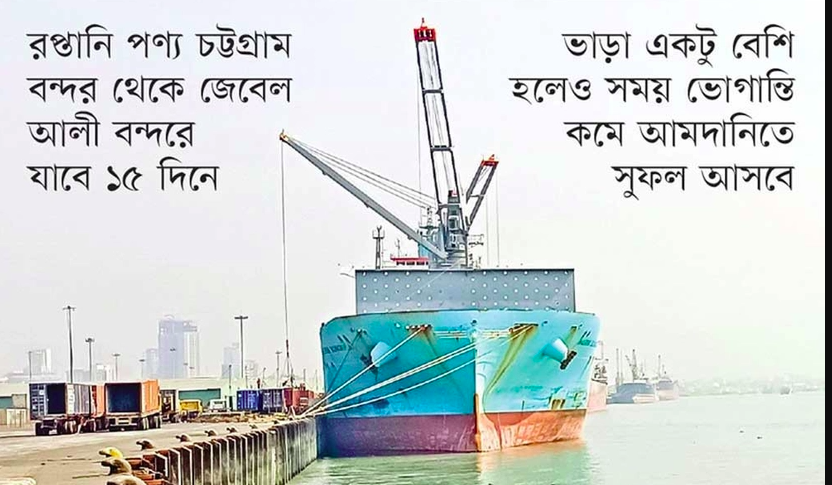 রপ্তানি পণ্য চট্টগ্রাম
বন্দর থেকে জেবেল
আলী বন্দরে
যাবে ১৫ দিনে
ভাড়া একটু বেশি
হলেও সময় ভোগান্তি
কমে আমদানিতে
সুফল আসবে